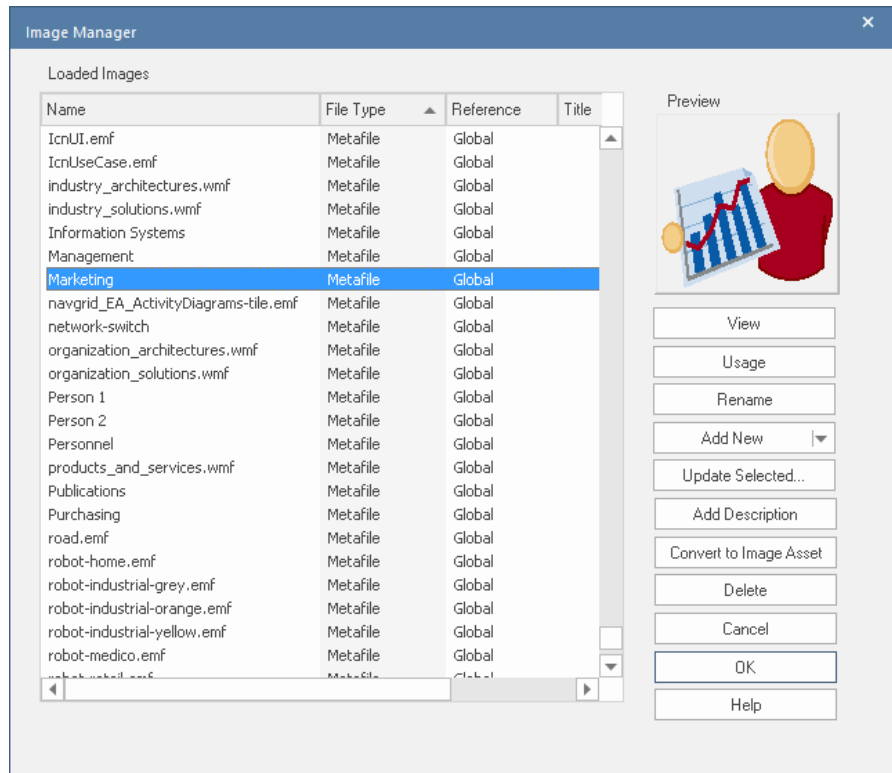 Image Manager
Loaded Images
Name File Type Reference Title
IcnUI.emf Metafile Global
IcnUseCase.emf Metafile Global
industry_architectures.wmf Metafile Global
industry_solutions.wmf Metafile Global
Information Systems Metafile Global
Management Metafile Global
Marketing Metafile Global
navgrid_EA_ActivityDiagrams-tile.emf Metafile Global
network-switch Metafile Global
organization_architectures.wmf Metafile Global
organization_solutions.wmf Metafile Global
Person 1 Metafile Global
Person 2 Metafile Global
Personnel Metafile Global
products_and_services.wmf Metafile Global
Publications Metafile Global
Purchasing Metafile Global
road.emf Metafile Global
robot-home.emf Metafile Global
robot-industrial-grey.emf Metafile Global
robot-industrial-orange.emf Metafile Global
robot-industrial-yellow.emf Metafile Global
robot-medico.emf Metafile Global
Preview
View
Usage
Rename
Add New
Update Selected...
Add Description
Convert to Image Asset
Delete
Cancel
OK
Help